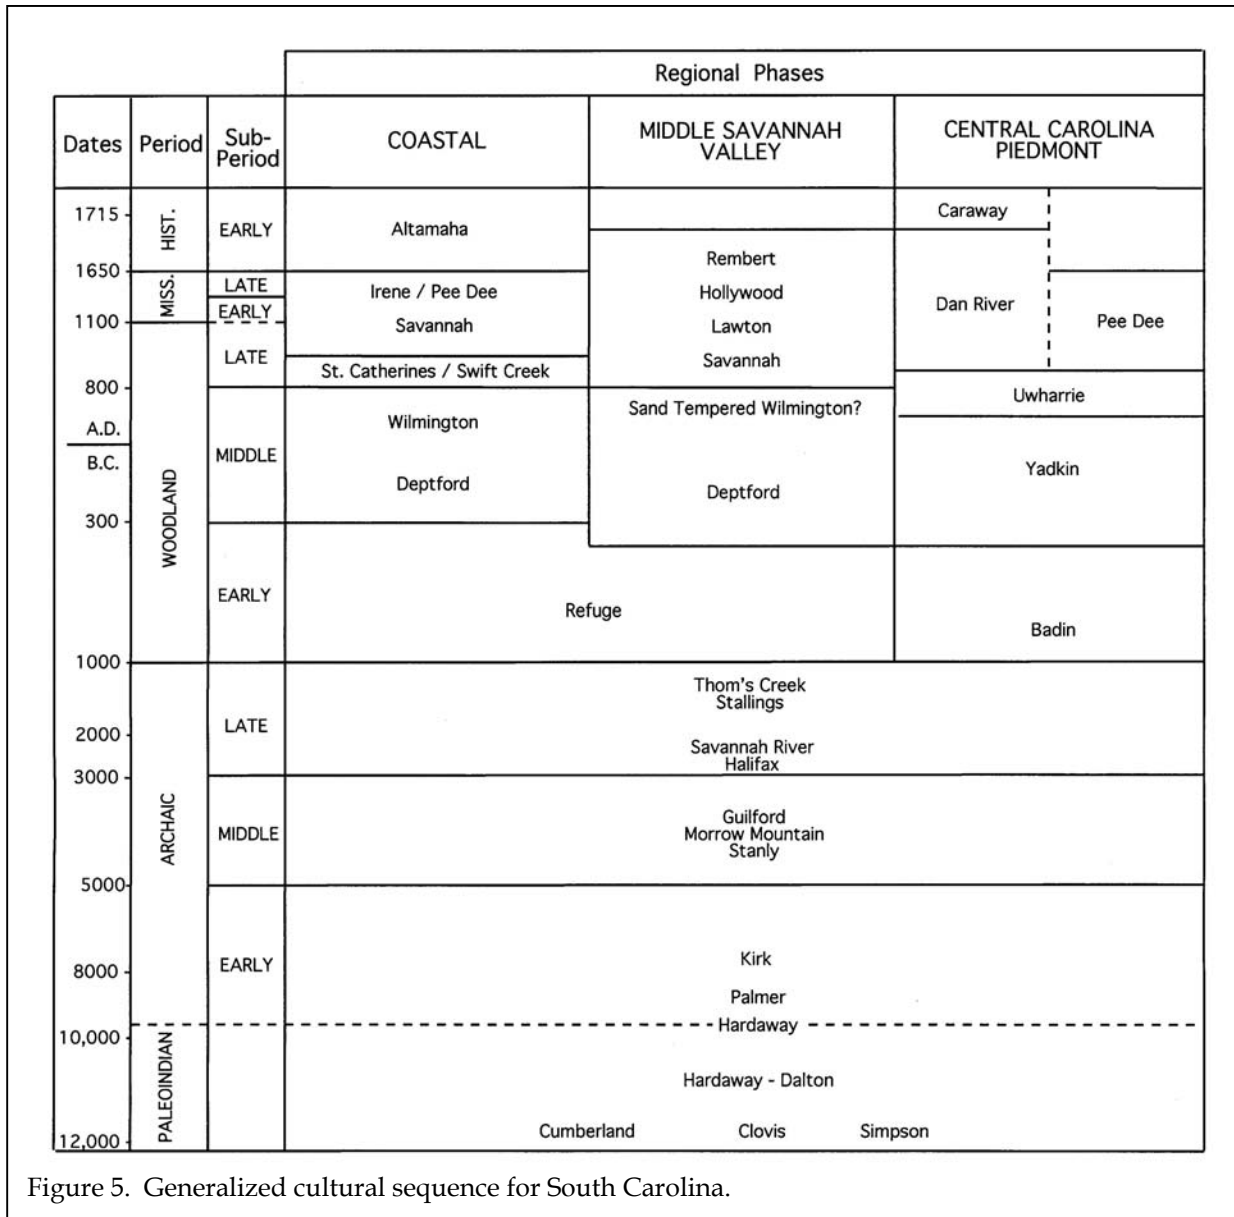 Regional Phases
Dates
Period
Sub-
Period
COASTAL
MIDDLE SAVANNAH
VALLEY
CENTRAL CAROLINA
PIEDMONT
1715
HIST.
EARLY
Altamaha
Caraway
1650
Rembert
MISS.
LATE
Irene / Pee Dee
Hollywood
Dan River
EARLY
1100
Savannah
Lawton
Pee Dee
LATE
St. Catherines / Swift Creek
Savannah
800
Uwharrie
A.D.
B.C.
WOODLAND
MIDDLE
Wilmington
Sand Tempered Wilmington?
Deptford
Deptford
Yadkin
300
EARLY
Refuge
Badin
1000
Thom's Creek
Stallings
LATE
2000
Savannah River
Halifax
3000
ARCHAIC
MIDDLE
Guilford
Morrow Mountain
Stanly
5000
EARLY
Kirk
8000
Palmer
Hardaway
10,000
PALEOINDIAN
Hardaway - Dalton
12,000
Cumberland Clovis Simpson
Figure 5. Generalized cultural sequence for South Carolina.